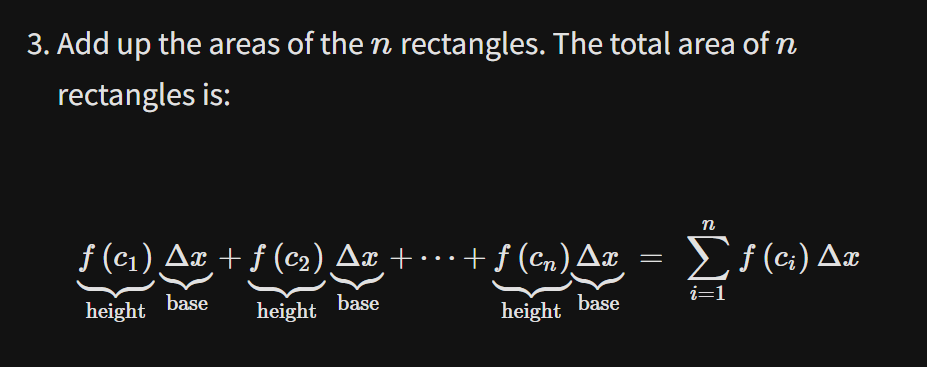 3. Add up the areas of the n rectangles. The total area of n
rectangles is:
f (c₁) Δx + f (c₂) Δx + ⋯ + f (cₙ) Δx = ∑ⁿᵢ₌₁ f (cᵢ) Δx
height base height base height base